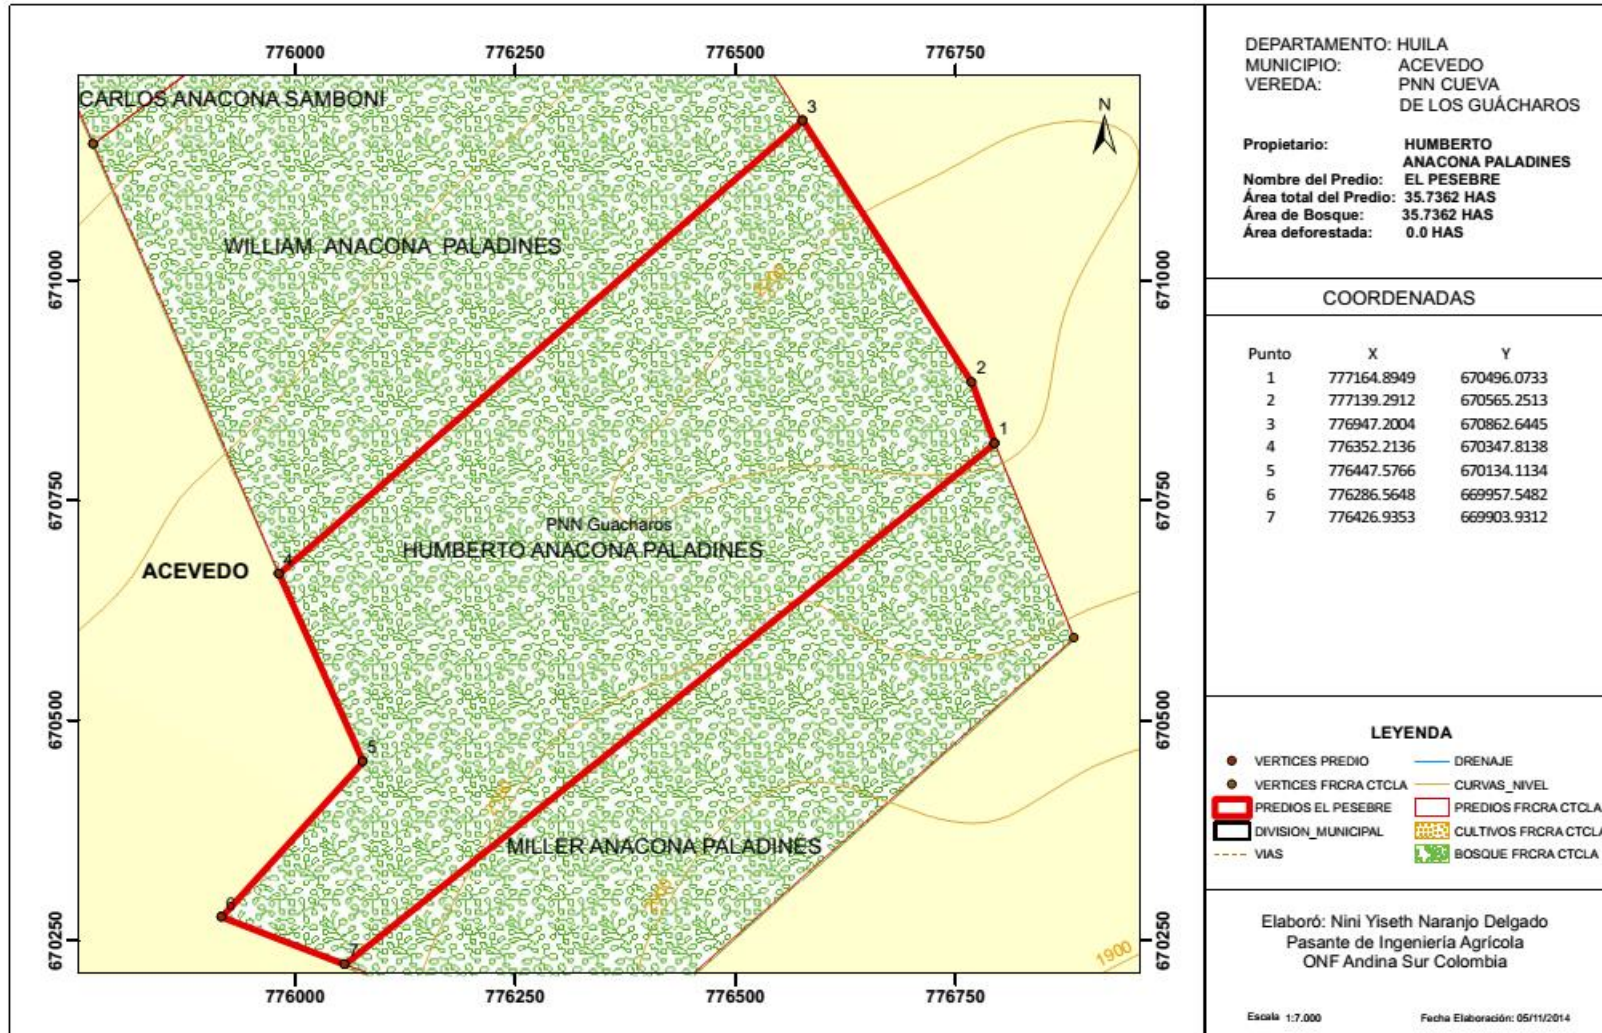 776000 776250 776500 776750
CARLOS ANACONA SAMBONI
3
N
WILLIAM ANACONA PALADINES
671000
671000
2
1
670750
670750
PNN Guacharos
HUMBERTO ANACONA PALADINES
4
ACEVEDO
670500
670500
5
MILLER ANACONA PALADINES
6
7
670250
670250
1900
776000 776250 776500 776750
DEPARTAMENTO: HUILA
MUNICIPIO: ACEVEDO
VEREDA: PNN CUEVA
DE LOS GUÁCHAROS
Propietario: HUMBERTO
ANACONA PALADINES
Nombre del Predio: EL PESEBRE
Área total del Predio: 35.7362 HAS
Área de Bosque: 35.7362 HAS
Área deforestada: 0.0 HAS
COORDENADAS
Punto X Y
1 777164.8949 670496.0733
2 777139.2912 670565.2513
3 776947.2004 670862.6445
4 776352.2136 670347.8138
5 776447.5766 670134.1134
6 776286.5648 669957.5482
7 776426.9353 669903.9312
LEYENDA
VERTICES PREDIO
VERTICES FRCRA CTCLA
PREDIOS EL PESEBRE
DIVISION_MUNICIPAL
VIAS
DRENAJE
CURVAS_NIVEL
PREDIOS FRCRA CTCLA
CULTIVOS FRCRA CTCLA
BOSQUE FRCRA CTCLA
Elaboró: Nini Yiseth Naranjo Delgado
Pasante de Ingeniería Agrícola
ONF Andina Sur Colombia
Escala 1:7.000 Fecha Elaboración: 05/11/2014